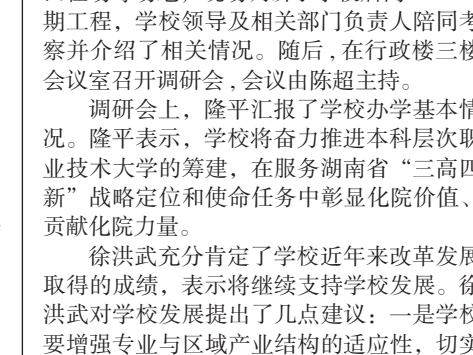 期工程，学校领导及相关部门负责人陪同考
察并介绍了相关情况。随后，在行政楼三楼
会议室召开调研会，会议由陈超主持。
调研会上，隆平汇报了学校办学基本情
况。隆平表示，学校将奋力推进本科层次职
业技术大学的筹建，在服务湖南省“三高四
新”战略定位和使命任务中彰显化院价值、
贡献化院力量。
徐洪武充分肯定了学校近年来改革发展
取得的成绩，表示将继续支持学校发展。徐
洪武对学校发展提出了几点建议：一是学校
要增强专业与区域产业结构的适应性，切实